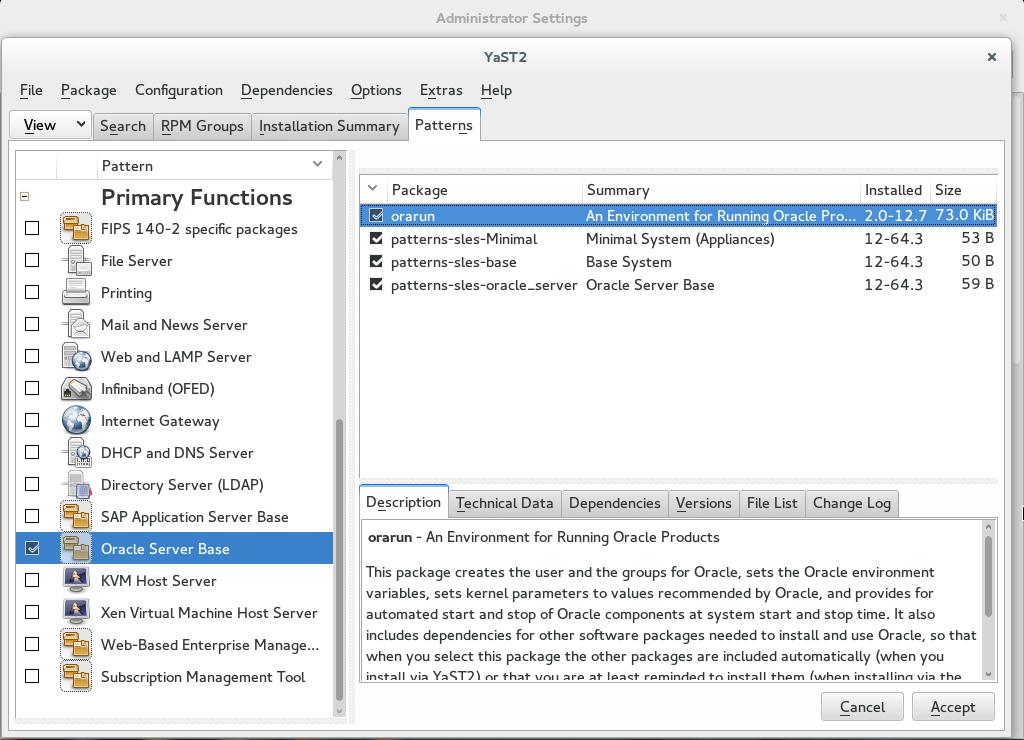 Administrator Settings
YaST2
File Package Configuration Dependencies Options Extras Help
View Search RPM Groups Installation Summary Patterns
Pattern
Primary Functions
FIPS 140-2 specific packages
File Server
Printing
Mail and News Server
Web and LAMP Server
Infiniband (OFED)
Internet Gateway
DHCP and DNS Server
Directory Server (LDAP)
SAP Application Server Base
Oracle Server Base
KVM Host Server
Xen Virtual Machine Host Server
Web-Based Enterprise Manage...
Subscription Management Tool
Package Summary Installed Size
orarun An Environment for Running Oracle Pro... 2.0-12.7 73.0 KiB
patterns-sles-Minimal Minimal System (Appliances) 12-64.3 53 B
patterns-sles-base Base System 12-64.3 50 B
patterns-sles-oracle_server Oracle Server Base 12-64.3 59 B
Description Technical Data Dependencies Versions File List Change Log
orarun - An Environment for Running Oracle Products
This package creates the user and the groups for Oracle, sets the Oracle environment
variables, sets kernel parameters to values recommended by Oracle, and provides for
automated start and stop of Oracle components at system start and stop time. It also
includes dependencies for other software packages needed to install and use Oracle, so that
when you select this package the other packages are included automatically (when you
install via YaST2) or that you are at least reminded to install them (when installing via the
Cancel Accept